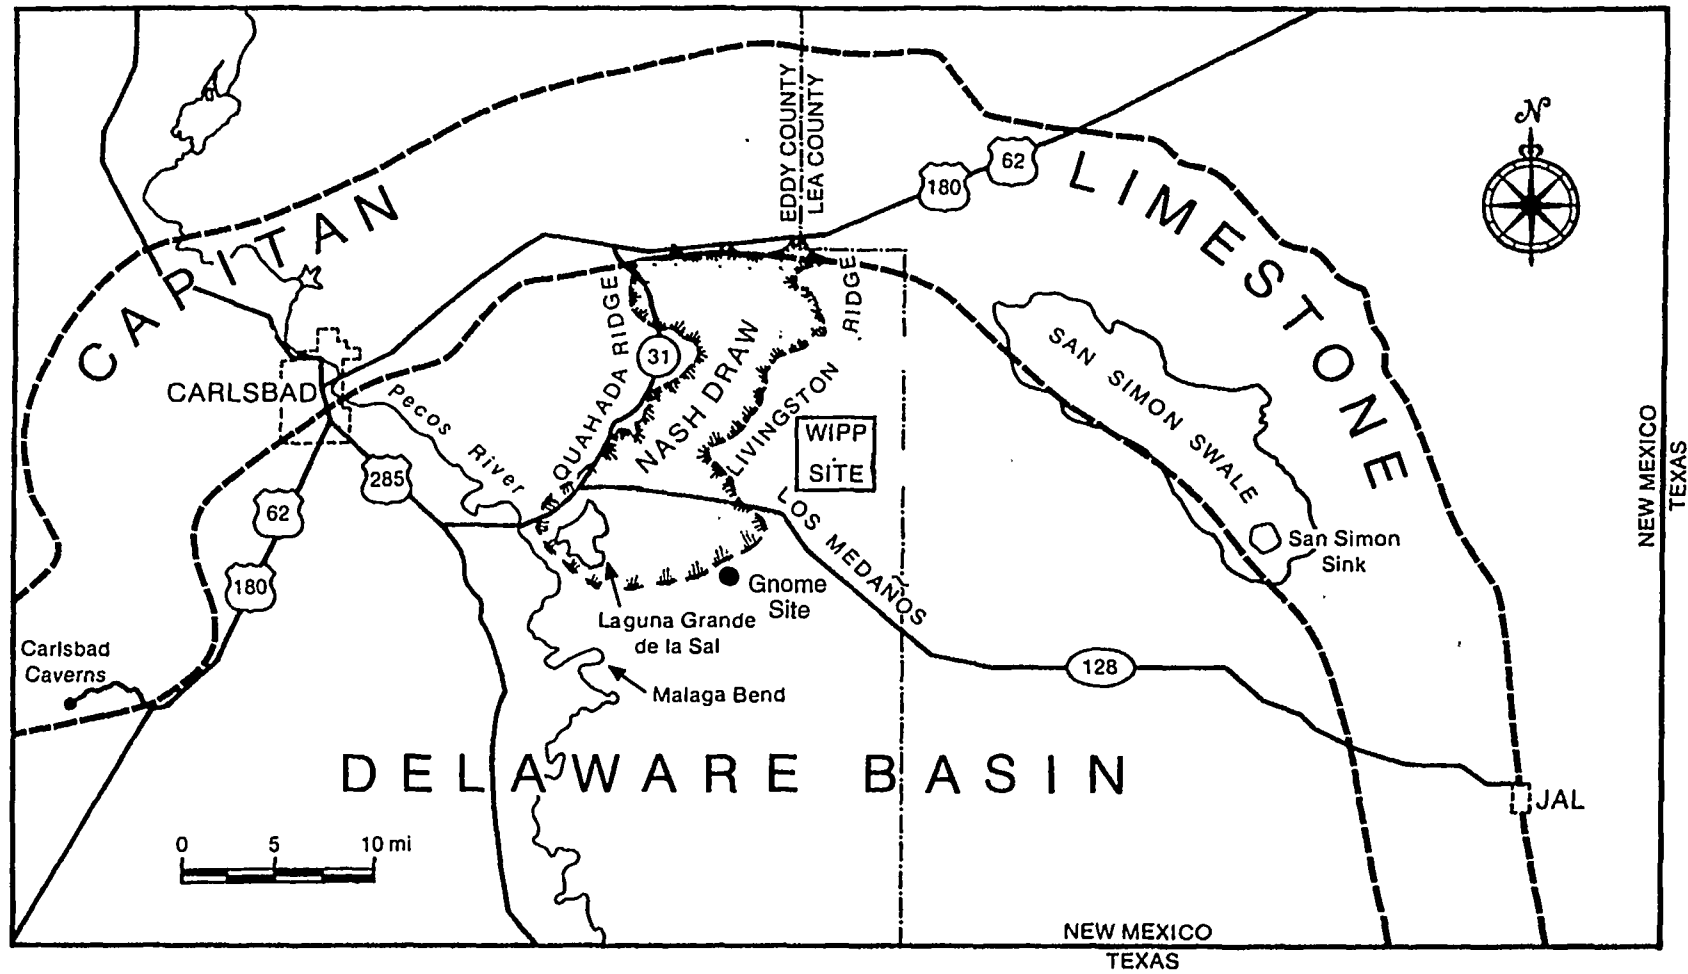 N
EDDY COUNTY
LEA COUNTY
62
180
CAPITAN
LIMESTONE
RIDGE
QUAHADA RIDGE
31
NASH DRAW
LIVINGSTON
SAN SIMON SWALE
CARLSBAD
Pecos River
WIPP
SITE
285
62
180
LOS MEDAÑOS
San Simon
Sink
NEW MEXICO
TEXAS
Gnome
Site
Laguna Grande
de la Sal
Carlsbad
Caverns
Malaga Bend
128
DELAWARE BASIN
JAL
0 5 10 mi
NEW MEXICO
TEXAS